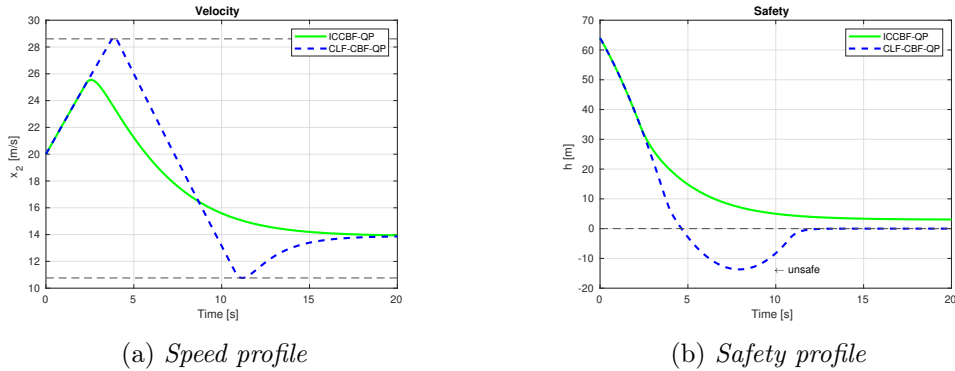 Velocity
30
28
26
24
22
20
18
16
14
12
10
x2 [m/s]
0
5
10
15
20
Time [s]
ICCBF-QP
CLF-CBF-QP
(a) Speed profile
Safety
70
60
50
40
30
20
10
0
-10
-20
h [m]
0
5
10
15
20
Time [s]
ICCBF-QP
CLF-CBF-QP
← unsafe
(b) Safety profile